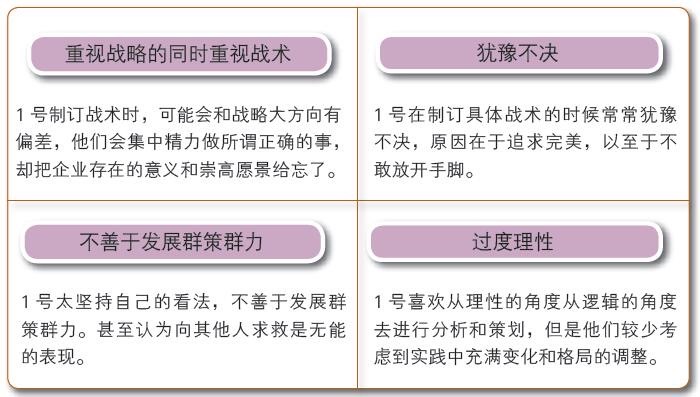 重视战略的同时重视战术
1 号制订战术时，可能会和战略大方向有
偏差，他们会集中精力做所谓正确的事，
却把企业存在的意义和崇高愿景给忘了。
犹豫不决
1 号在制订具体战术的时候常常犹豫
不决，原因在于追求完美，以至于不
敢放开手脚。
不善于发展群策群力
1 号太坚持自己的看法，不善于发展群
策群力。甚至认为向其他人求救是无能
的表现。
过度理性
1 号喜欢从理性的角度从逻辑的角度
去进行分析和策划，但是他们较少考
虑到实践中充满变化和格局的调整。